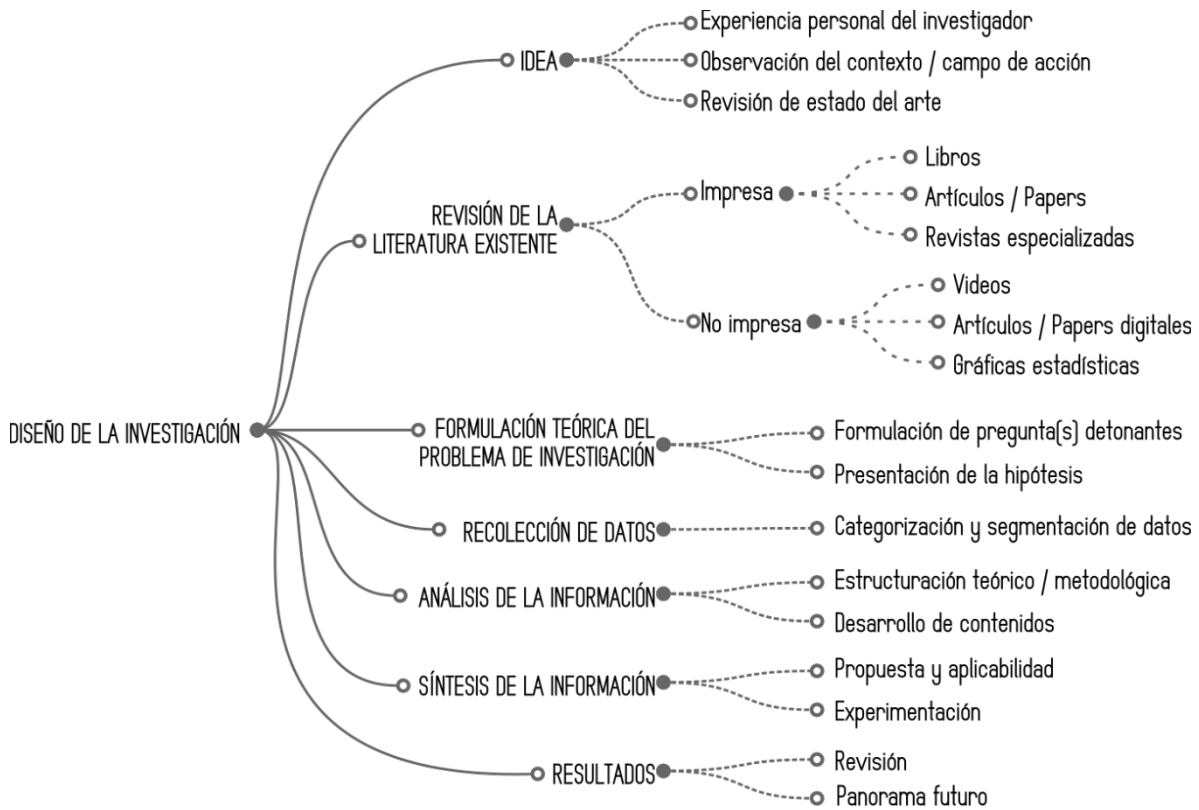 Experiencia personal del investigador
IDEA
Observación del contexto / campo de acción
Revisión de estado del arte
Libros
Impresa
Artículos / Papers
REVISIÓN DE LA
LITERATURA EXISTENTE
Revistas especializadas
Videos
No impresa
Artículos / Papers digitales
Gráficas estadísticas
DISEÑO DE LA INVESTIGACIÓN
FORMULACIÓN TEÓRICA DEL
PROBLEMA DE INVESTIGACIÓN
Formulación de pregunta(s) detonantes
Presentación de la hipótesis
RECOLECCIÓN DE DATOS
Categorización y segmentación de datos
ANÁLISIS DE LA INFORMACIÓN
Estructuración teórico / metodológica
Desarrollo de contenidos
SÍNTESIS DE LA INFORMACIÓN
Propuesta y aplicabilidad
Experimentación
RESULTADOS
Revisión
Panorama futuro